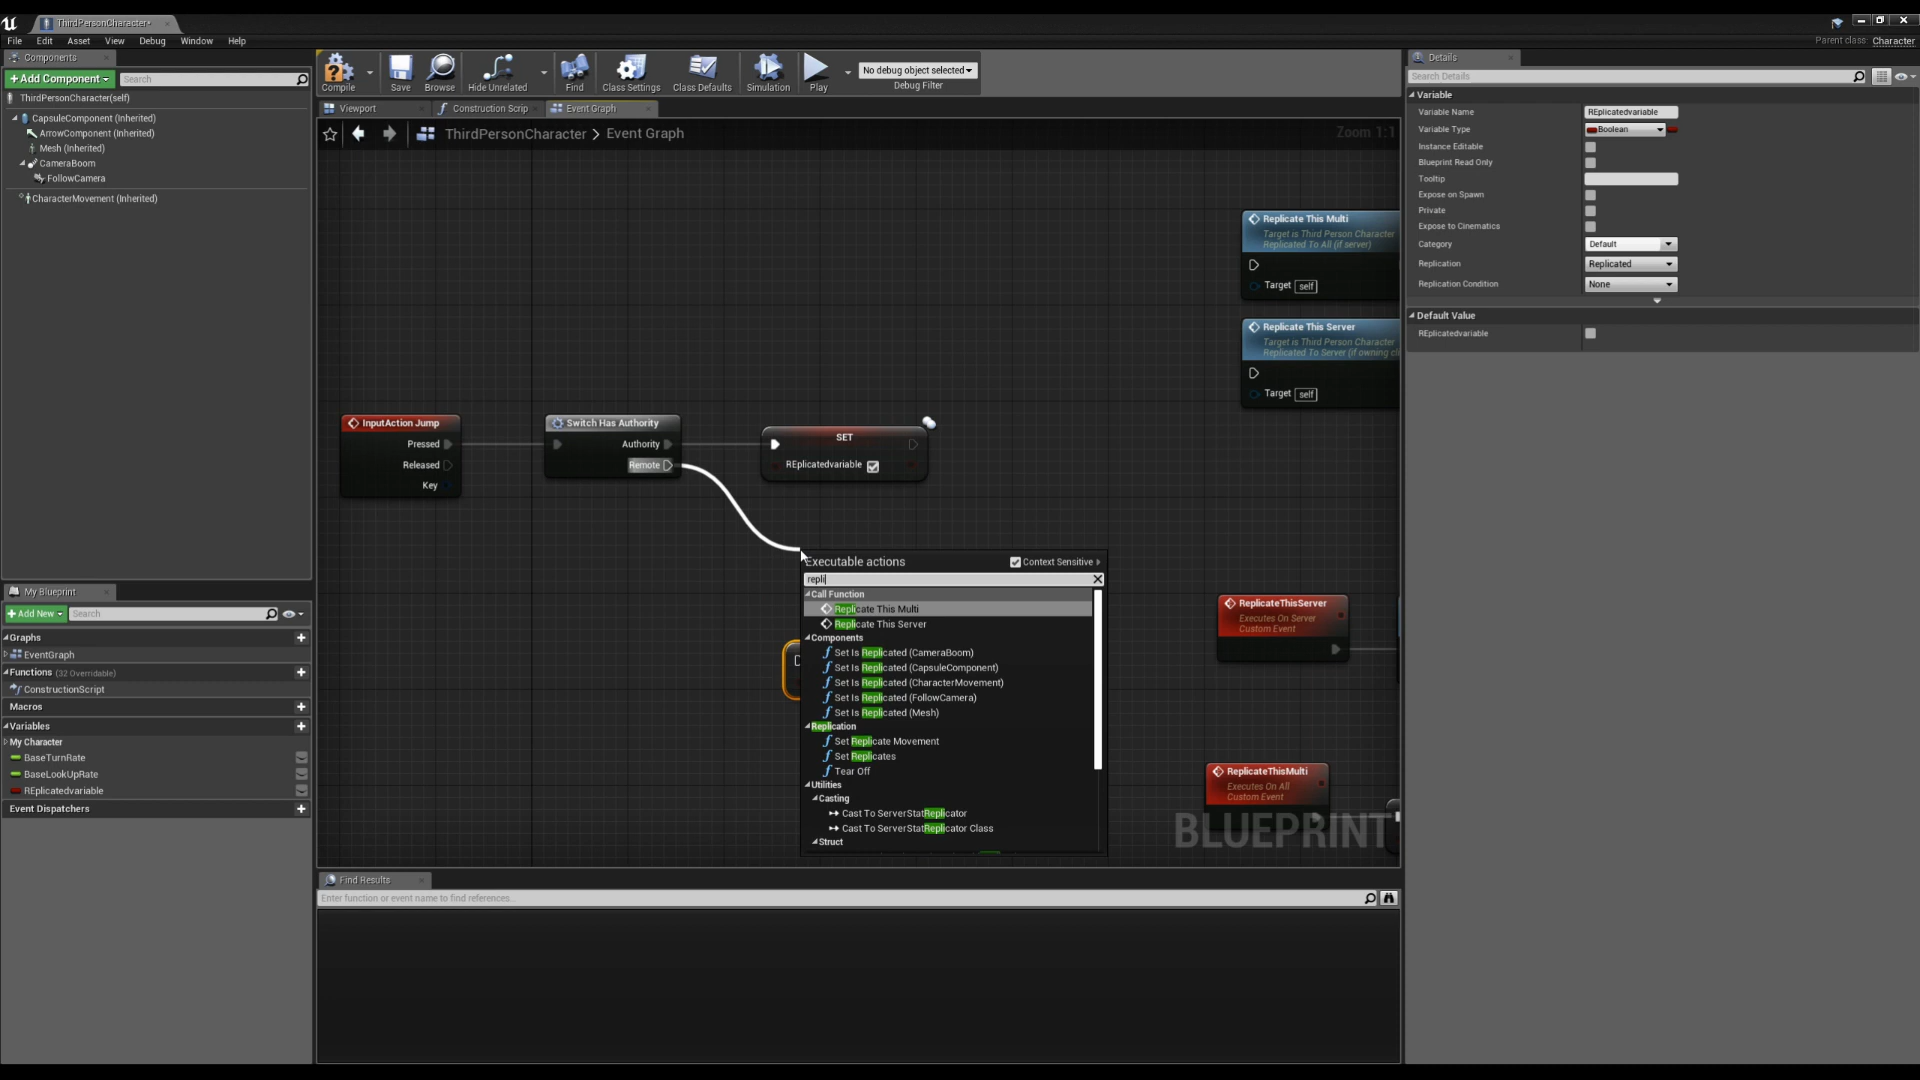 ThirdPersonCharacter*
File Edit Asset View Debug Window Help
Parent class: Character
Components
+Add Component
Search
ThirdPersonCharacter(self)
CapsuleComponent (Inherited)
ArrowComponent (Inherited)
Mesh (Inherited)
CameraBoom
FollowCamera
CharacterMovement (Inherited)
My Blueprint
+Add New
Search
Graphs
EventGraph
Functions (32 Overridable)
ConstructionScript
Macros
Variables
My Character
BaseTurnRate
BaseLookUpRate
REplicatedvariable
Event Dispatchers
Compile
Save
Browse
Hide Unrelated
Find
Class Settings
Class Defaults
Simulation
Play
No debug object selected
Debug Filter
Viewport
Construction Scrip
Event Graph
ThirdPersonCharacter > Event Graph
Zoom 1:1
Replicate This Multi
Target is Third Person Character
Replicated To All (if server)
Target self
Replicate This Server
Target is Third Person Character
Replicated To Server (if owning cli
Target self
InputAction Jump
Pressed
Released
Key
Switch Has Authority
Authority
Remote
SET
REplicatedvariable
Executable actions
Context Sensitive
repli
Call Function
Replicate This Multi
Replicate This Server
Components
Set Is Replicated (CameraBoom)
Set Is Replicated (CapsuleComponent)
Set Is Replicated (CharacterMovement)
Set Is Replicated (FollowCamera)
Set Is Replicated (Mesh)
Replication
Set Replicate Movement
Set Replicates
Tear Off
Utilities
Casting
Cast To ServerStatReplicator
Cast To ServerStatReplicator Class
Struct
ReplicateThisServer
Executes On Server
Custom Event
ReplicateThisMulti
Executes On All
Custom Event
BLUEPRINT
Find Results
Enter function or event name to find references...
Details
Search Details
Variable
Variable Name REplicatedvariable
Variable Type Boolean
Instance Editable
Blueprint Read Only
Tooltip
Expose on Spawn
Private
Expose to Cinematics
Category Default
Replication Replicated
Replication Condition None
Default Value
REplicatedvariable